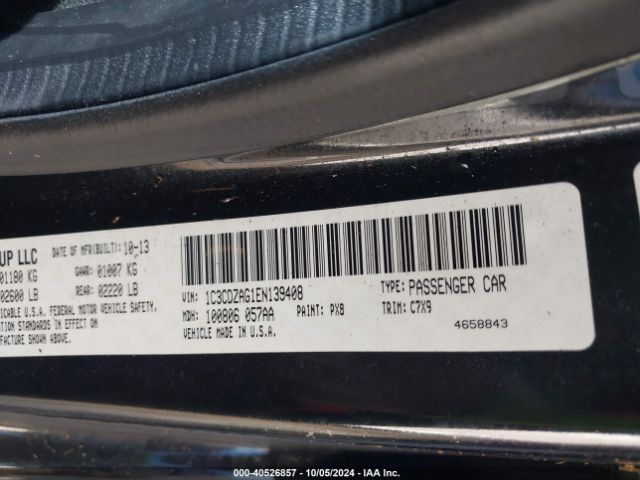 UP LLC DATE OF MFR(BUILT): 10-13
01180 KG GAWR: 01007 KG
02600 LB REAR: 02220 LB
ICABLE U.S.A. FEDERAL MOTOR VEHICLE SAFETY,
NTION STANDARDS IN EFFECT ON
FACTURE SHOWN ABOVE.
VIN: 1C3CDZAG1EN139408 TYPE: PASSENGER CAR
MDH: 100806 057AA PAINT: PX8 TRIM: C7X9
VEHICLE MADE IN U.S.A. 4658843
000-40526857 - 10/05/2024 - IAA Inc.